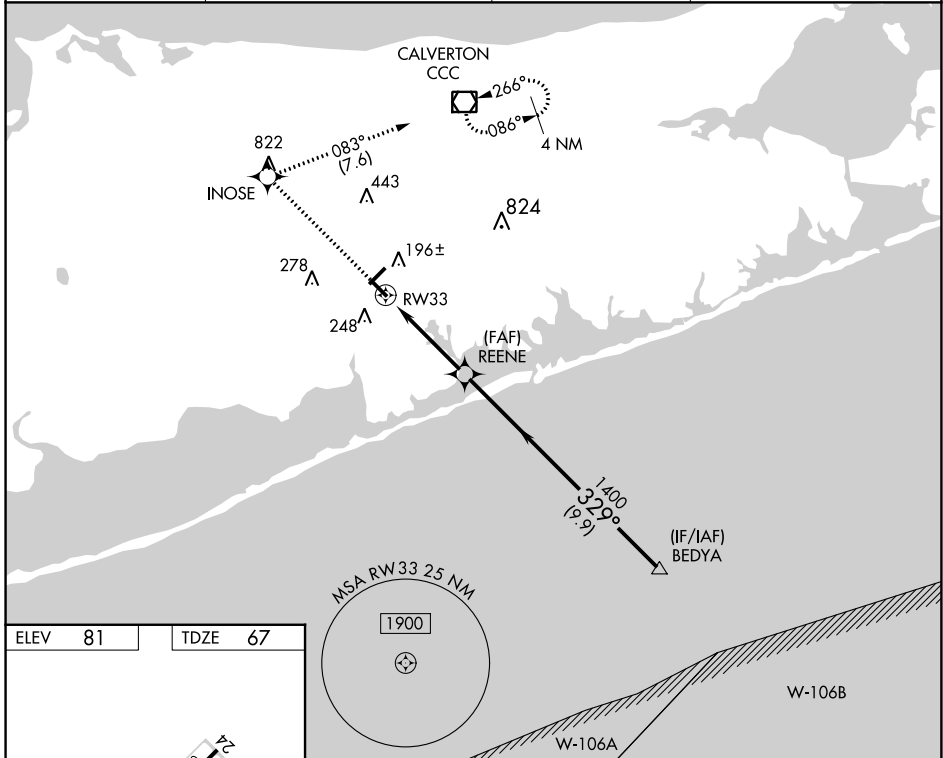 CALVERTON
CCC
266°
086°
4 NM
822
083°
(7.6)
INOSE
443
824
196±
278
RW33
248
(FAF)
REENE
1400
329°
(9.9)
(IF/IAF)
BEDYA
MSA RW33 25 NM
1900
ELEV 81
TDZE 67
W-106B
W-106A
24